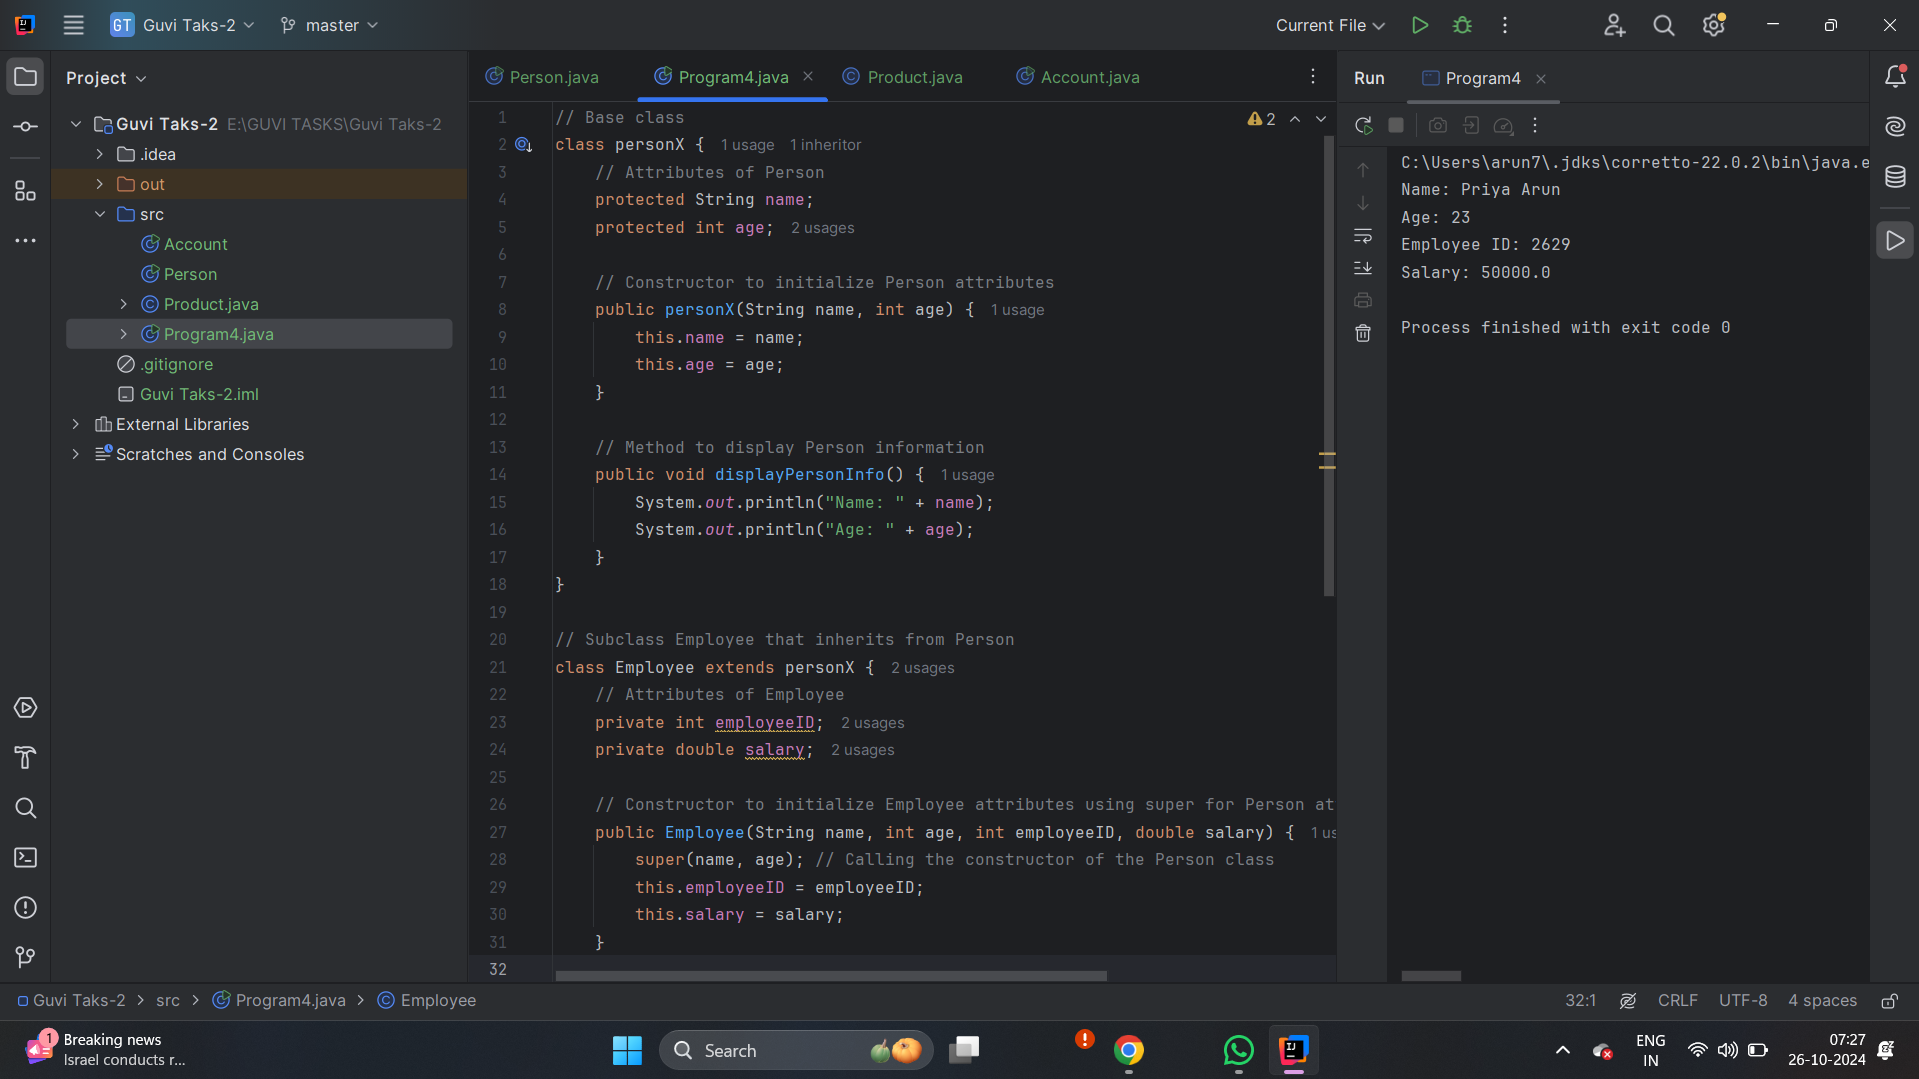 GT Guvi Taks-2 master Current File
Project
Guvi Taks-2 E:\GUVI TASKS\Guvi Taks-2
.idea
out
src
Account
Person
Product.java
Program4.java
.gitignore
Guvi Taks-2.iml
External Libraries
Scratches and Consoles
Person.java Program4.java Product.java Account.java
2
1 // Base class
2 class personX { 1 usage 1 inheritor
3 // Attributes of Person
4 protected String name;
5 protected int age; 2 usages
6
7 // Constructor to initialize Person attributes
8 public personX(String name, int age) { 1 usage
9 this.name = name;
10 this.age = age;
11 }
12
13 // Method to display Person information
14 public void displayPersonInfo() { 1 usage
15 System.out.println("Name: " + name);
16 System.out.println("Age: " + age);
17 }
18 }
19
20 // Subclass Employee that inherits from Person
21 class Employee extends personX { 2 usages
22 // Attributes of Employee
23 private int employeeID; 2 usages
24 private double salary; 2 usages
25
26 // Constructor to initialize Employee attributes using super for Person at
27 public Employee(String name, int age, int employeeID, double salary) { 1 us
28 super(name, age); // Calling the constructor of the Person class
29 this.employeeID = employeeID;
30 this.salary = salary;
31 }
32
Run Program4
C:\Users\arun7\.jdks\corretto-22.0.2\bin\java.e
Name: Priya Arun
Age: 23
Employee ID: 2629
Salary: 50000.0
Process finished with exit code 0
Guvi Taks-2 > src > Program4.java > Employee
32:1 CRLF UTF-8 4 spaces
1
Breaking news
Israel conducts r...
Search
ENG
IN
07:27
26-10-2024